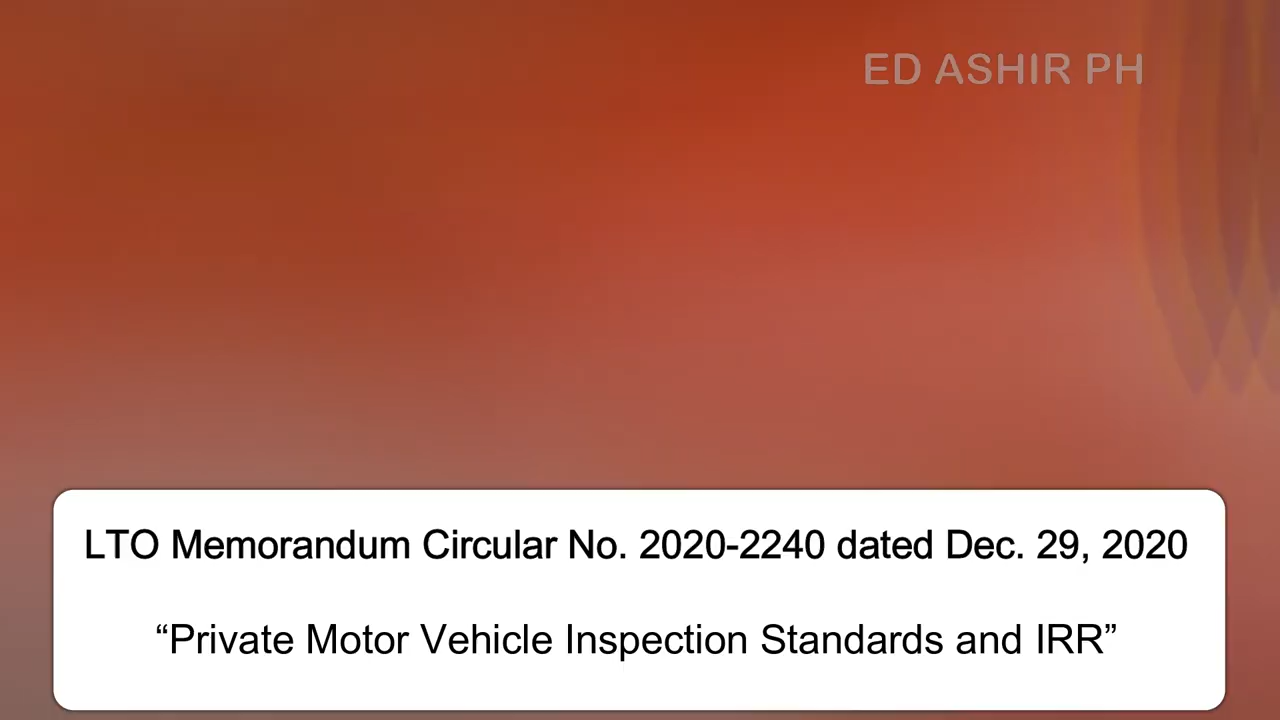 ED ASHIR PH
LTO Memorandum Circular No. 2020-2240 dated Dec. 29, 2020
“Private Motor Vehicle Inspection Standards and IRR”